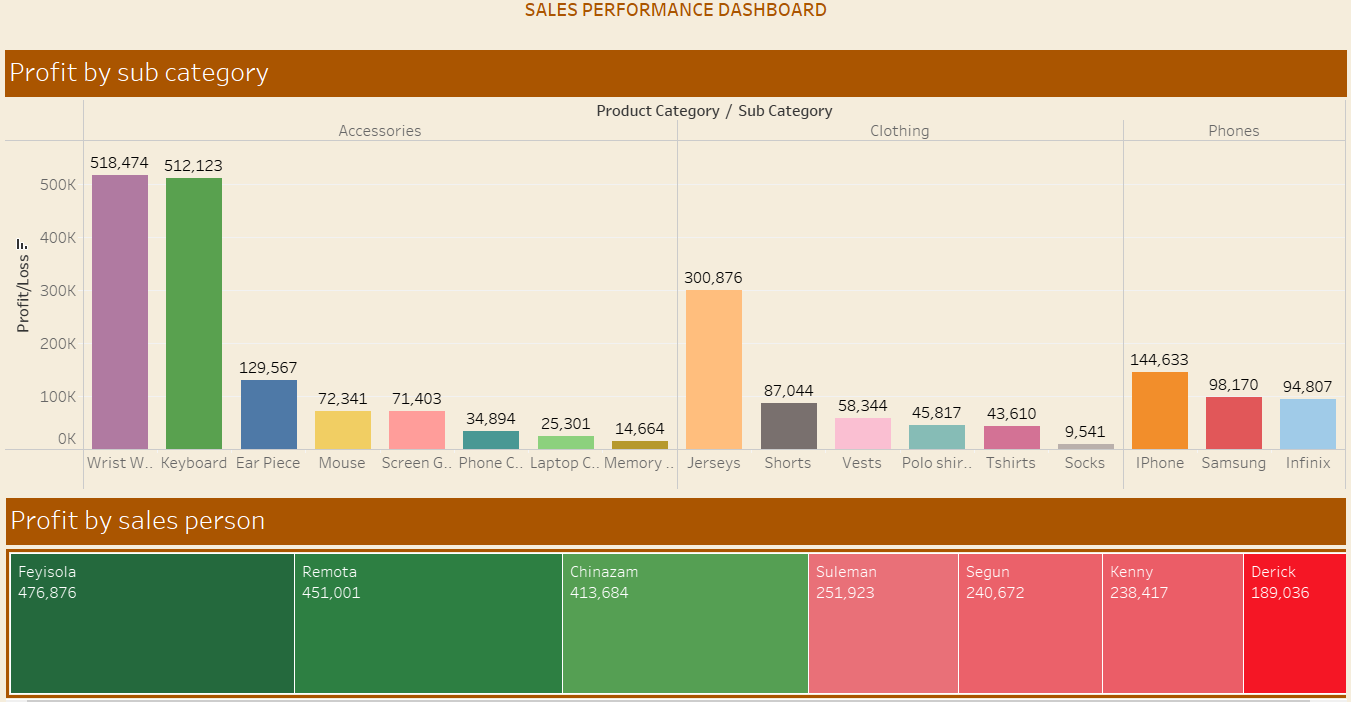 SALES PERFORMANCE DASHBOARD
Profit by sub category
Product Category / Sub Category
Accessories Clothing Phones
Profit/Loss
500K
400K
300K
200K
100K
0K
518,474 512,123 129,567 72,341 71,403 34,894 25,301 14,664 300,876 87,044 58,344 45,817 43,610 9,541 144,633 98,170 94,807
Wrist W.. Keyboard Ear Piece Mouse Screen G.. Phone C.. Laptop C.. Memory .. Jerseys Shorts Vests Polo shir.. Tshirts Socks IPhone Samsung Infinix
Profit by sales person
Feyisola Remota Chinazam Suleman Segun Kenny Derick
476,876 451,001 413,684 251,923 240,672 238,417 189,036